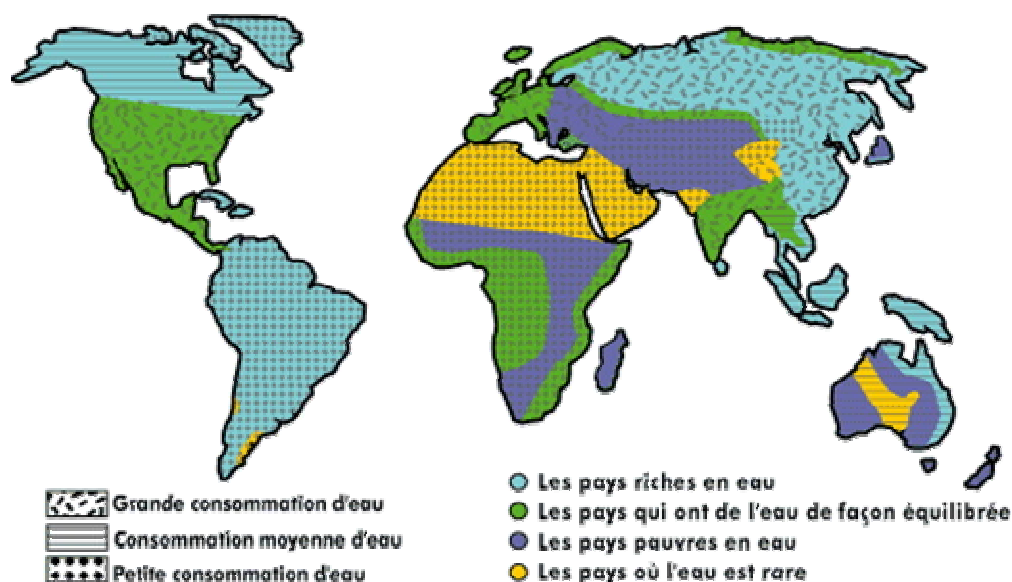 Grande consommation d'eau
Consommation moyenne d'eau
Petite consommation d'eau
Les pays riches en eau
Les pays qui ont de l'eau de façon équilibrée
Les pays pauvres en eau
Les pays où l'eau est rare